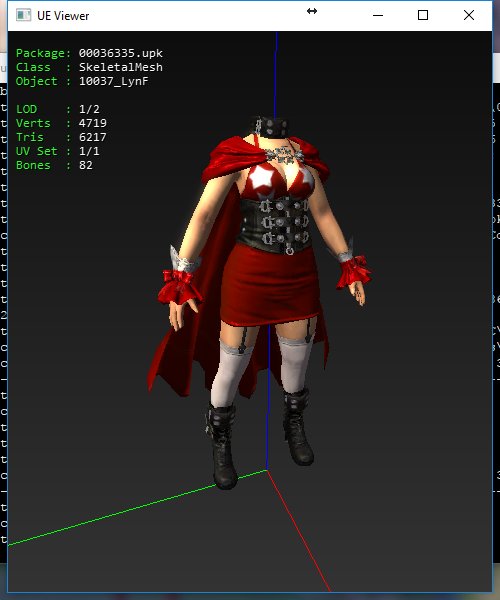 UE Viewer
Package: 00036335.upk
Class : SkeletalMesh
Object : 10037_LynF
LOD : 1/2
Verts : 4719
Tris : 6217
UV Set : 1/1
Bones : 82